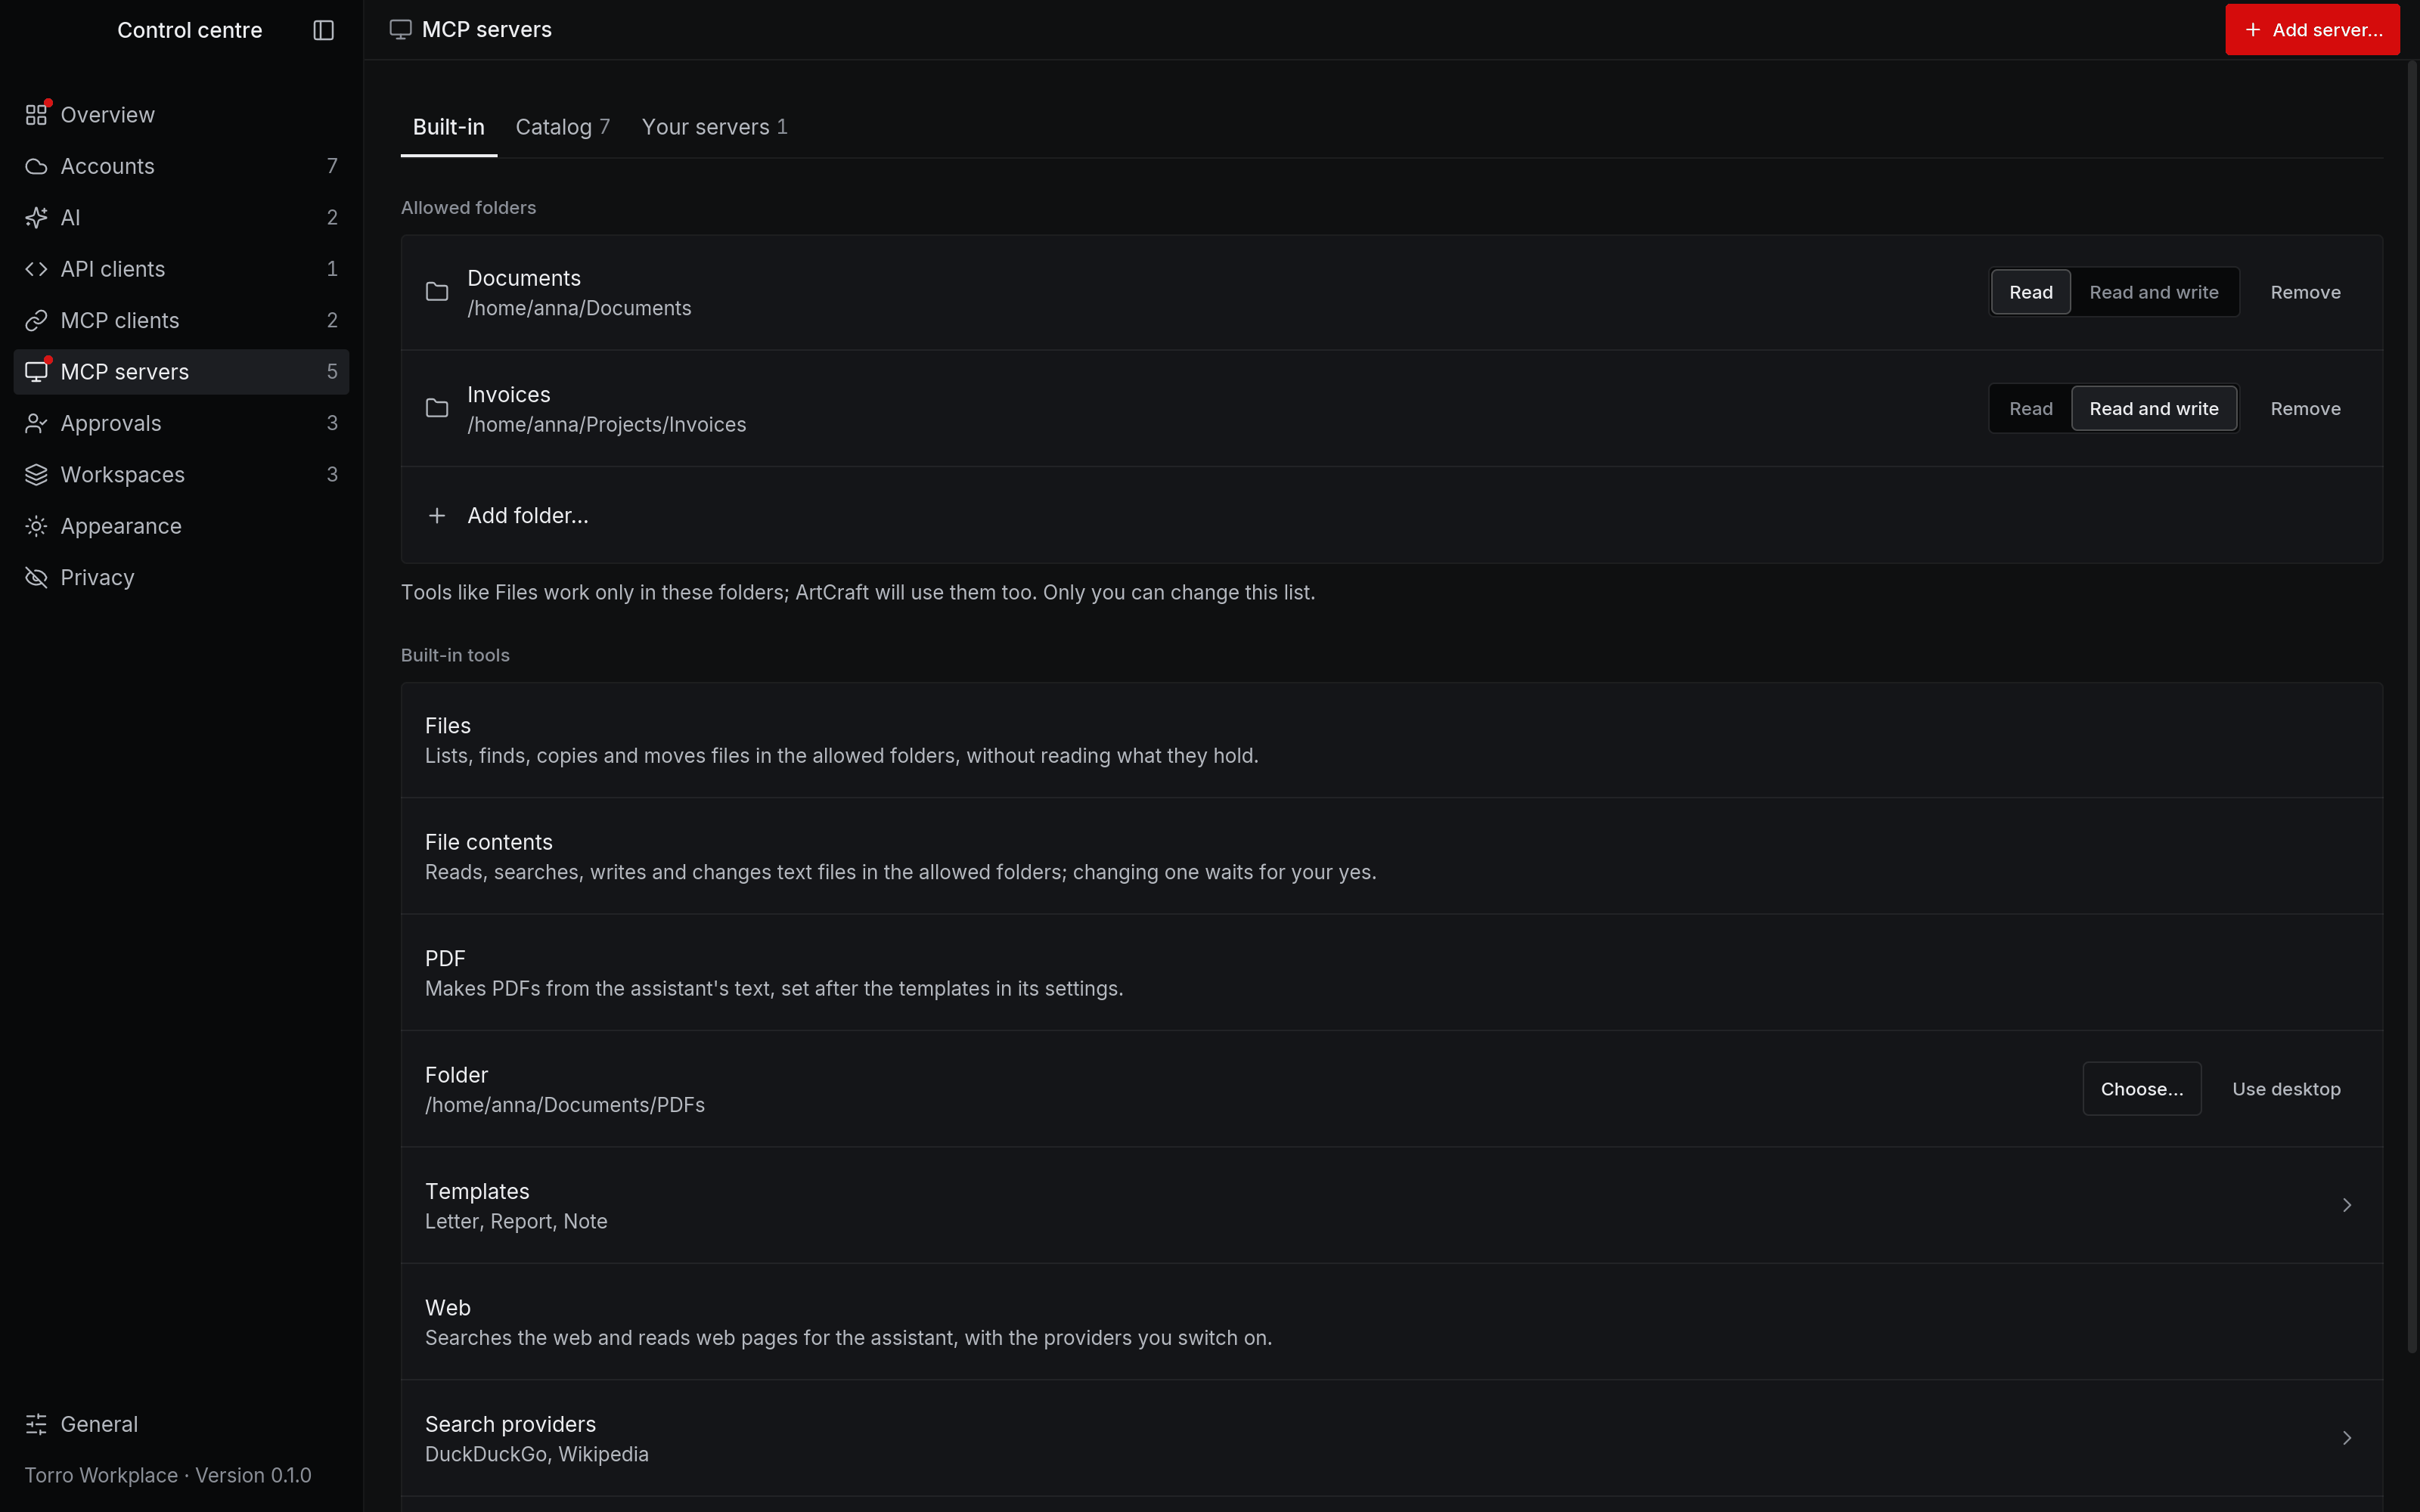 Control centre
Overview
Accounts 7
AI 2
API clients 1
MCP clients 2
MCP servers 5
Approvals 3
Workspaces 3
Appearance
Privacy
General
Torro Workplace · Version 0.1.0
MCP servers
Add server...
Built-in Catalog 7 Your servers 1
Allowed folders
Documents
/home/anna/Documents
Read Read and write Remove
Invoices
/home/anna/Projects/Invoices
Read Read and write Remove
Add folder...
Tools like Files work only in these folders; ArtCraft will use them too. Only you can change this list.
Built-in tools
Files
Lists, finds, copies and moves files in the allowed folders, without reading what they hold.
File contents
Reads, searches, writes and changes text files in the allowed folders; changing one waits for your yes.
PDF
Makes PDFs from the assistant's text, set after the templates in its settings.
Folder
/home/anna/Documents/PDFs
Choose... Use desktop
Templates
Letter, Report, Note
Web
Searches the web and reads web pages for the assistant, with the providers you switch on.
Search providers
DuckDuckGo, Wikipedia